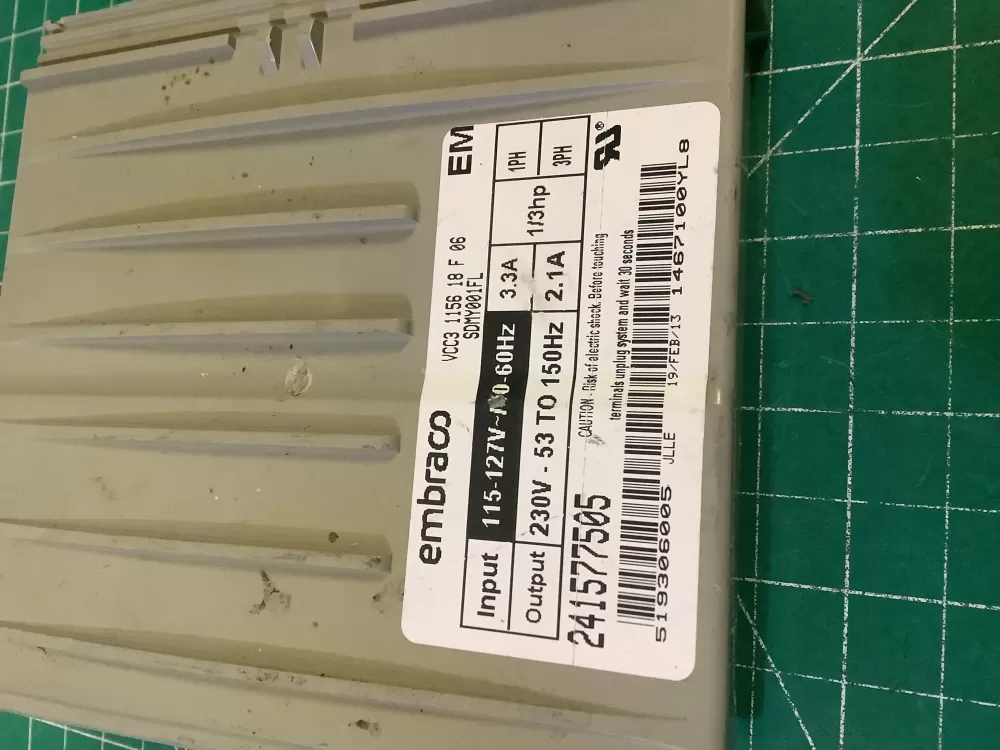 embraco EM
VCC3 1156 18 F 06
SDMY001FL
Input 115-127V~ 3.3A 1/3hp 1PH
Output 230V - 53 TO 150Hz 2.1A 3PH
241577505
CAUTION - Risk of electric shock. Before touching
terminals unplug system and wait 30 seconds
519306005 JLLE 19/FEB/13 1467100YL8